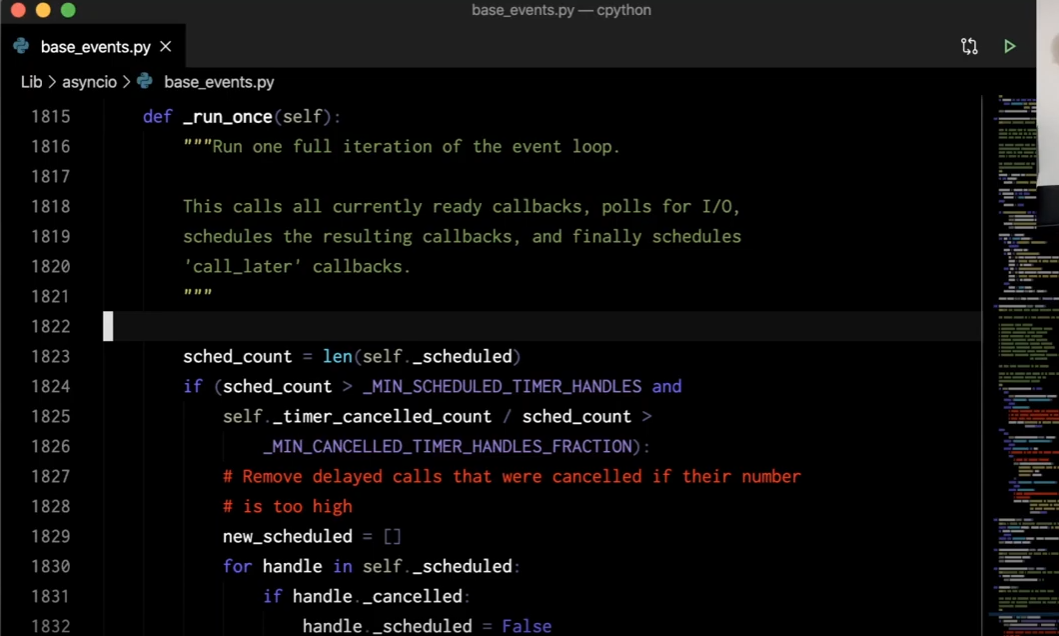 base_events.py — cpython
base_events.py
Lib > asyncio > base_events.py
1815 def _run_once(self):
1816 """Run one full iteration of the event loop.
1817
1818 This calls all currently ready callbacks, polls for I/O,
1819 schedules the resulting callbacks, and finally schedules
1820 'call_later' callbacks.
1821 """
1822
1823 sched_count = len(self._scheduled)
1824 if (sched_count > _MIN_SCHEDULED_TIMER_HANDLES and
1825 self._timer_cancelled_count / sched_count >
1826 _MIN_CANCELLED_TIMER_HANDLES_FRACTION):
1827 # Remove delayed calls that were cancelled if their number
1828 # is too high
1829 new_scheduled = []
1830 for handle in self._scheduled:
1831 if handle._cancelled:
1832 handle._scheduled = False